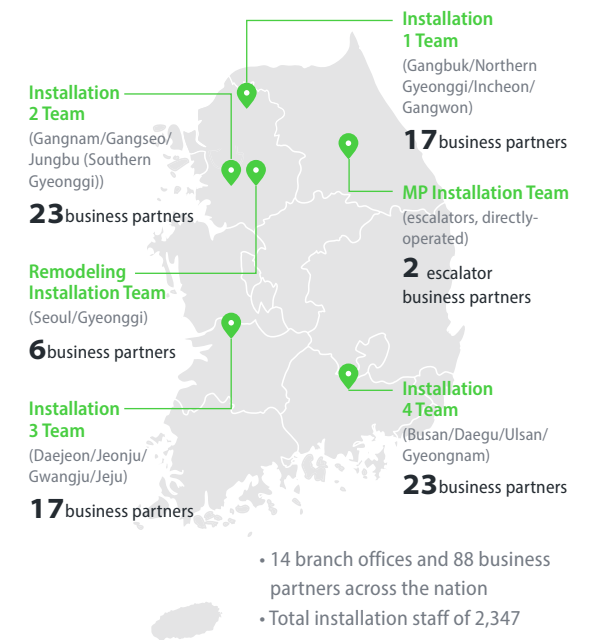 Installation
1 Team
(Gangbuk/Northern
Gyeonggi/Incheon/
Gangwon)
17 business partners
Installation
2 Team
(Gangnam/Gangseo/
Jungbu (Southern
Gyeonggi))
23 business partners
MP Installation Team
(escalators, directly-
operated)
2 escalator
business partners
Remodeling
Installation Team
(Seoul/Gyeonggi)
6 business partners
Installation
3 Team
(Daejeon/Jeonju/
Gwangju/Jeju)
17 business partners
Installation
4 Team
(Busan/Daegu/Ulsan/
Gyeongnam)
23 business partners
• 14 branch offices and 88 business
partners across the nation
• Total installation staff of 2,347